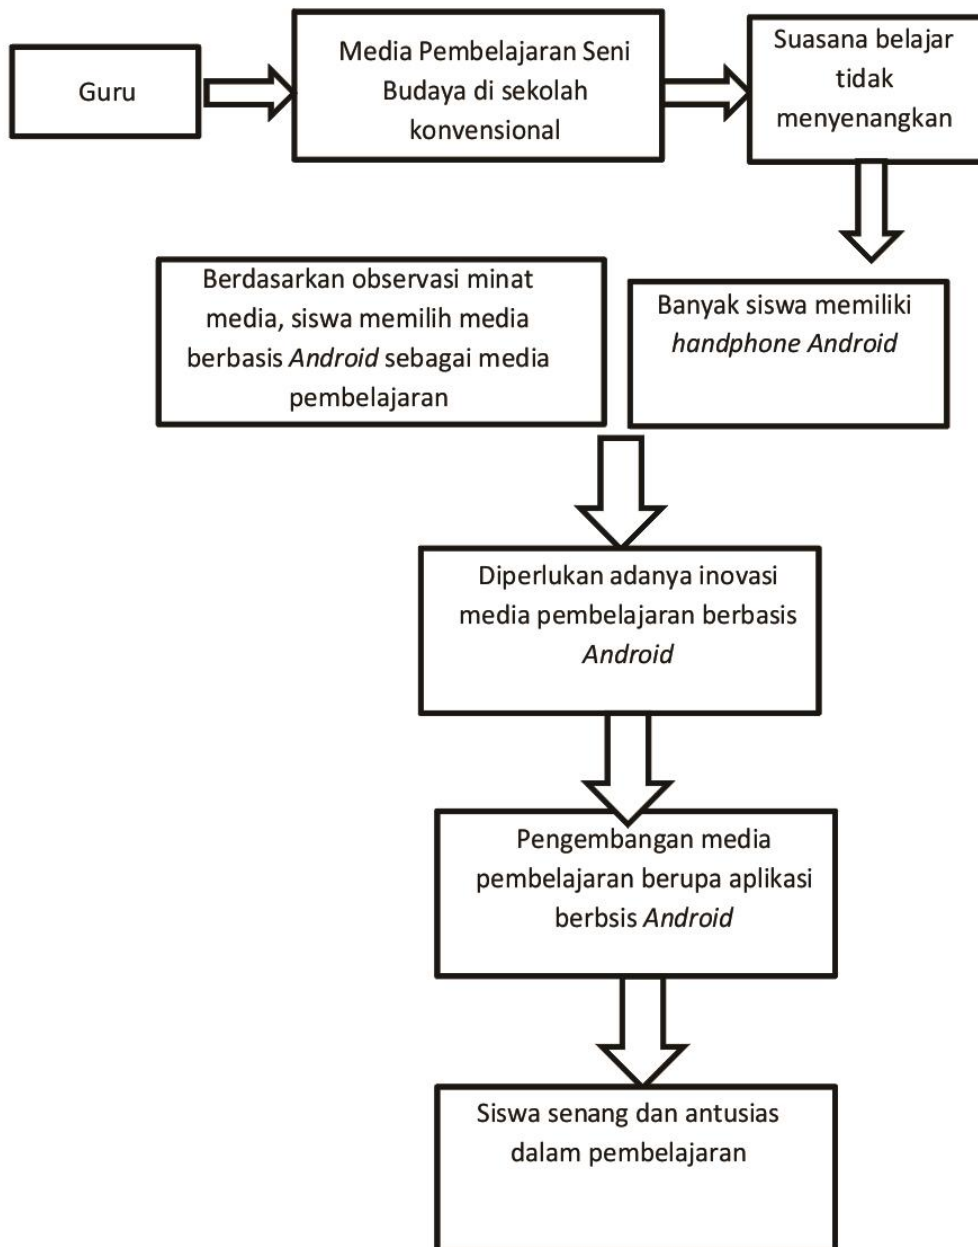 Guru
Media Pembelajaran Seni
Budaya di sekolah
konvensional
Suasana belajar
tidak
menyenangkan
Berdasarkan observasi minat
media, siswa memilih media
berbasis Android sebagai media
pembelajaran
Banyak siswa memiliki
handphone Android
Diperlukan adanya inovasi
media pembelajaran berbasis
Android
Pengembangan media
pembelajaran berupa aplikasi
berbsis Android
Siswa senang dan antusias
dalam pembelajaran